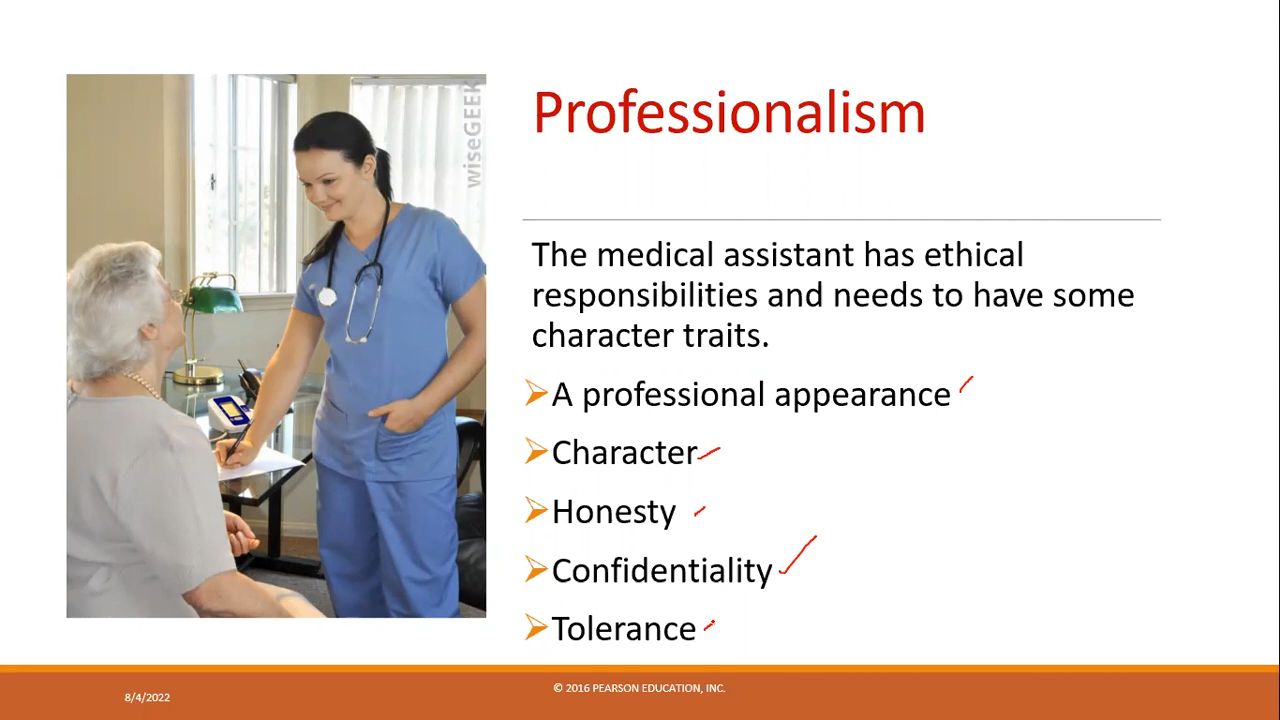 wiseGEEK
Professionalism
The medical assistant has ethical
responsibilities and needs to have some
character traits.
A professional appearance
Character
Honesty
Confidentiality
Tolerance
8/4/2022
© 2016 PEARSON EDUCATION, INC.